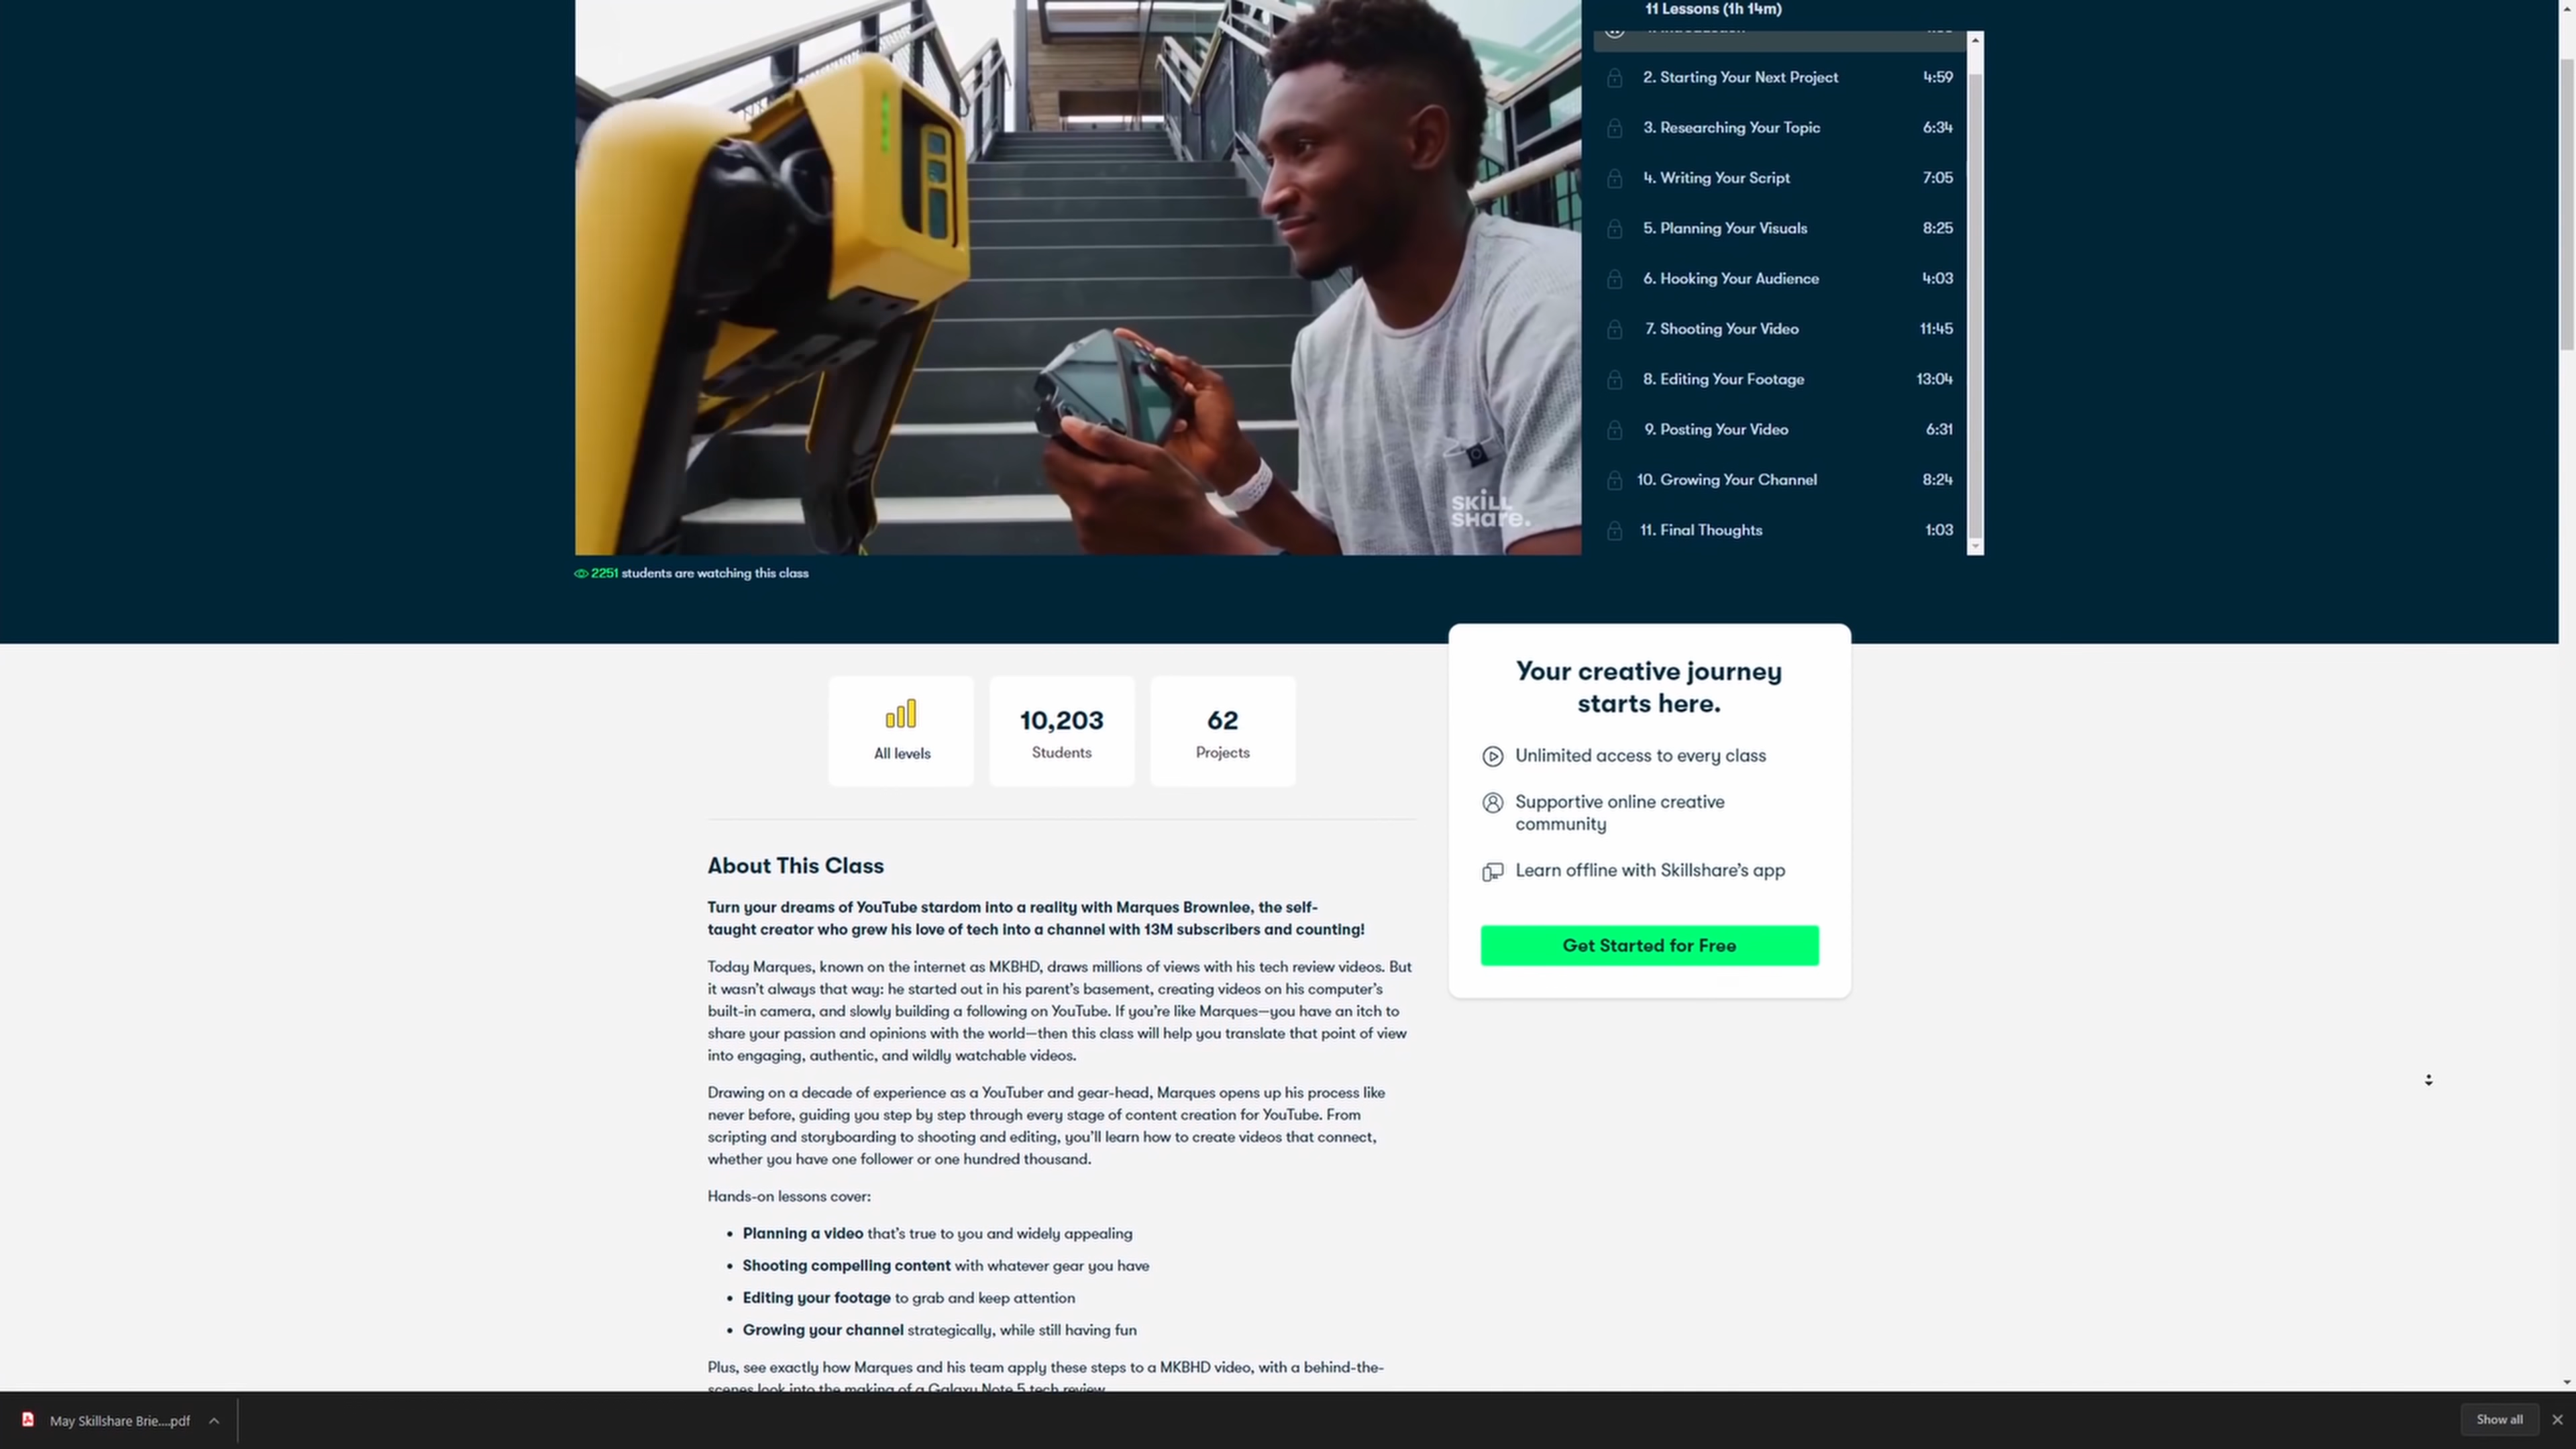 11 Lessons (1h 14m)
2. Starting Your Next Project 4:59
3. Researching Your Topic 6:34
4. Writing Your Script 7:05
5. Planning Your Visuals 8:25
6. Hooking Your Audience 4:03
7. Shooting Your Video 11:45
8. Editing Your Footage 13:04
9. Posting Your Video 6:31
10. Growing Your Channel 8:24
11. Final Thoughts 1:03
SKiLL
SHare.
2251 students are watching this class
All levels
10,203
Students
62
Projects
Your creative journey
starts here.
Unlimited access to every class
Supportive online creative
community
Learn offline with Skillshare's app
Get Started for Free
About This Class
Turn your dreams of YouTube stardom into a reality with Marques Brownlee, the self-
taught creator who grew his love of tech into a channel with 13M subscribers and counting!
Today Marques, known on the internet as MKBHD, draws millions of views with his tech review videos. But
it wasn't always that way: he started out in his parent's basement, creating videos on his computer's
built-in camera, and slowly building a following on YouTube. If you're like Marques—you have an itch to
share your passion and opinions with the world—then this class will help you translate that point of view
into engaging, authentic, and wildly watchable videos.
Drawing on a decade of experience as a YouTuber and gear-head, Marques opens up his process like
never before, guiding you step by step through every stage of content creation for YouTube. From
scripting and storyboarding to shooting and editing, you'll learn how to create videos that connect,
whether you have one follower or one hundred thousand.
Hands-on lessons cover:
• Planning a video that's true to you and widely appealing
• Shooting compelling content with whatever gear you have
• Editing your footage to grab and keep attention
• Growing your channel strategically, while still having fun
Plus, see exactly how Marques and his team apply these steps to a MKBHD video, with a behind-the-
scenes look into the making of a Galaxy Note 5 tech review
May Skillshare Brie....pdf
Show all